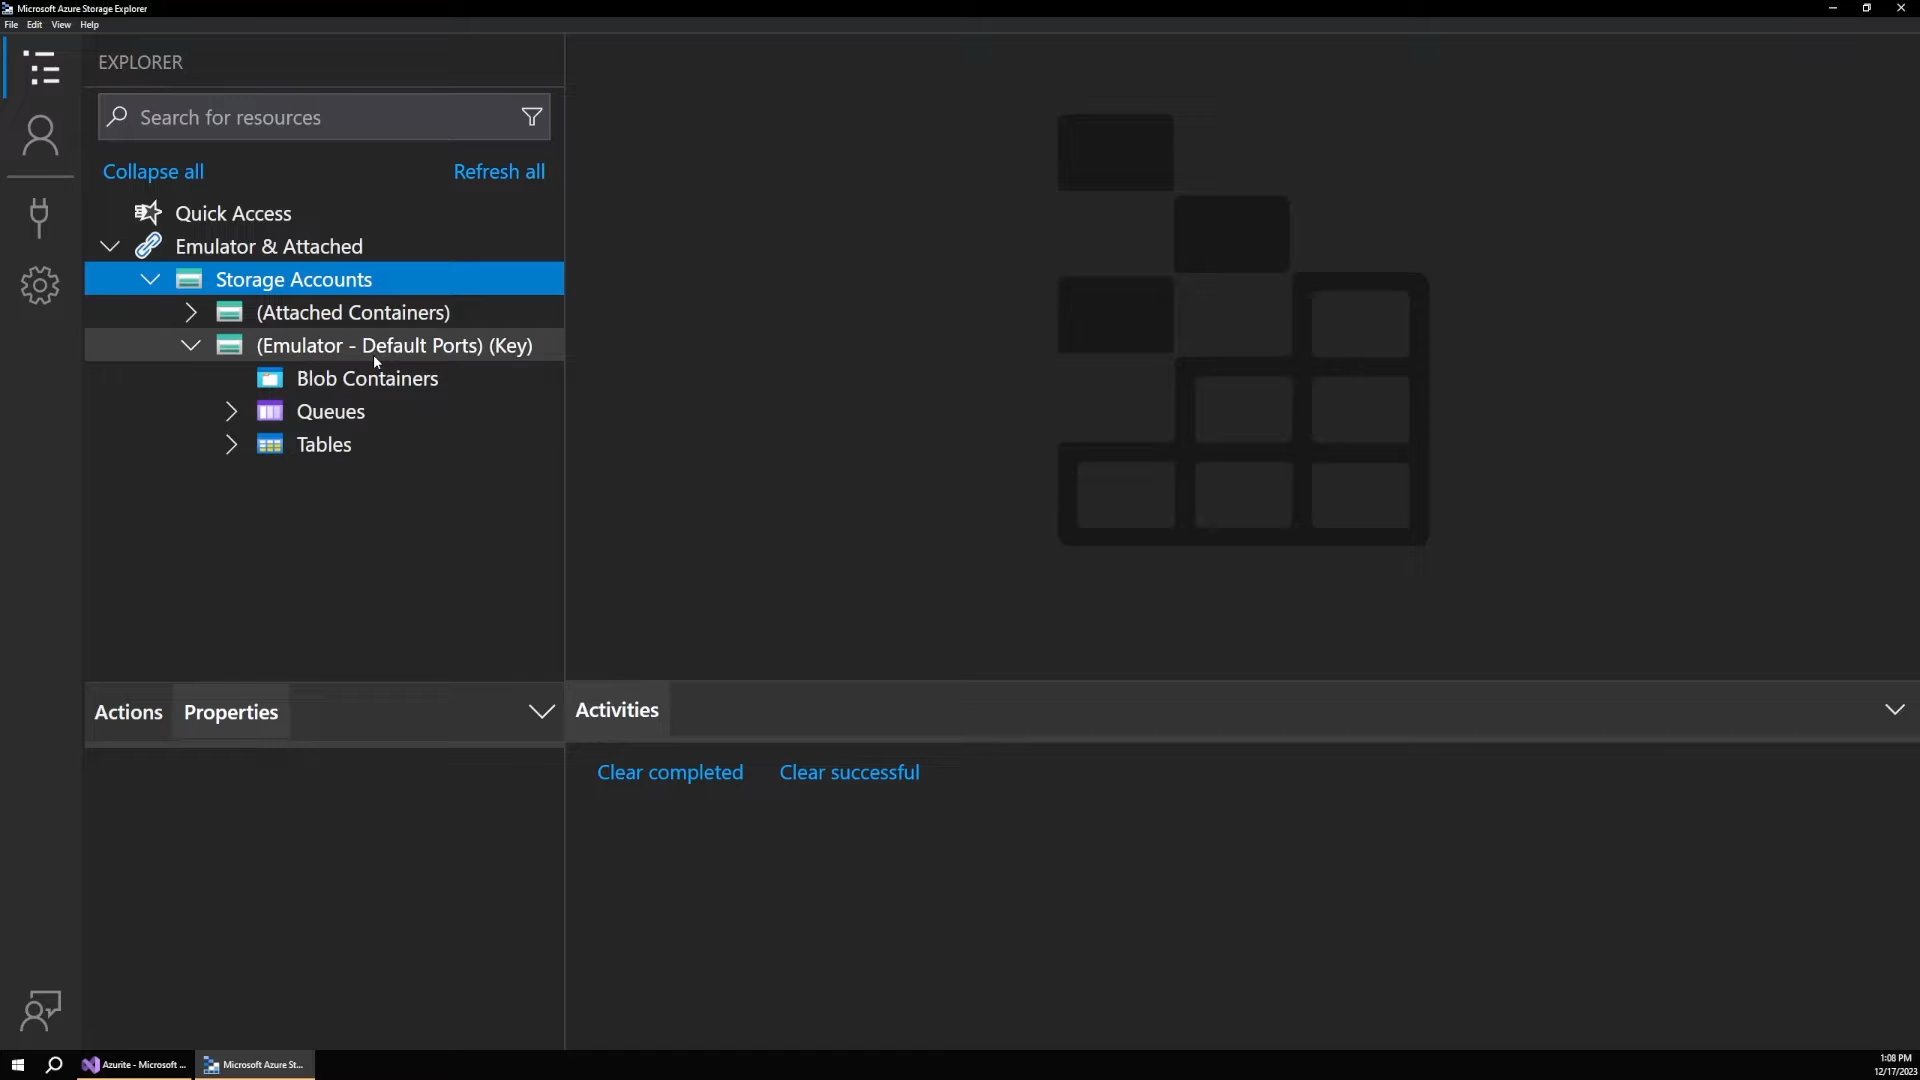 Microsoft Azure Storage Explorer
File Edit View Help
EXPLORER
Search for resources
Collapse all Refresh all
Quick Access
Emulator & Attached
Storage Accounts
(Attached Containers)
(Emulator - Default Ports) (Key)
Blob Containers
Queues
Tables
Actions Properties
Activities
Clear completed Clear successful
Azurite - Microsoft ...
Microsoft Azure St...
1:08 PM
12/17/2023